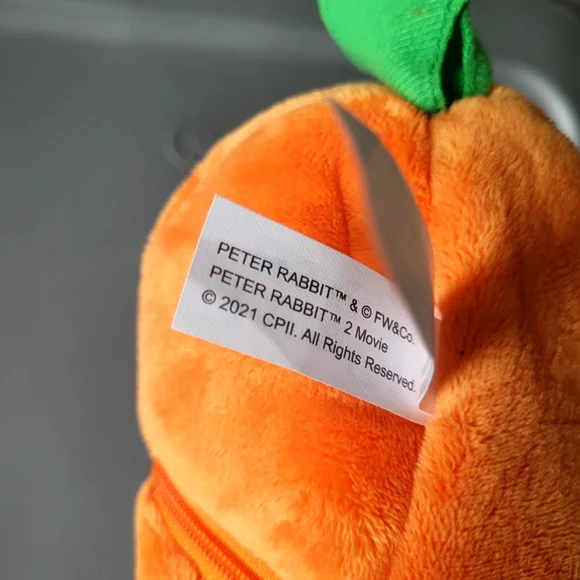 PETER RABBIT™ & © FW&Co.
PETER RABBIT™ 2 Movie
© 2021 CPII. All Rights Reserved.